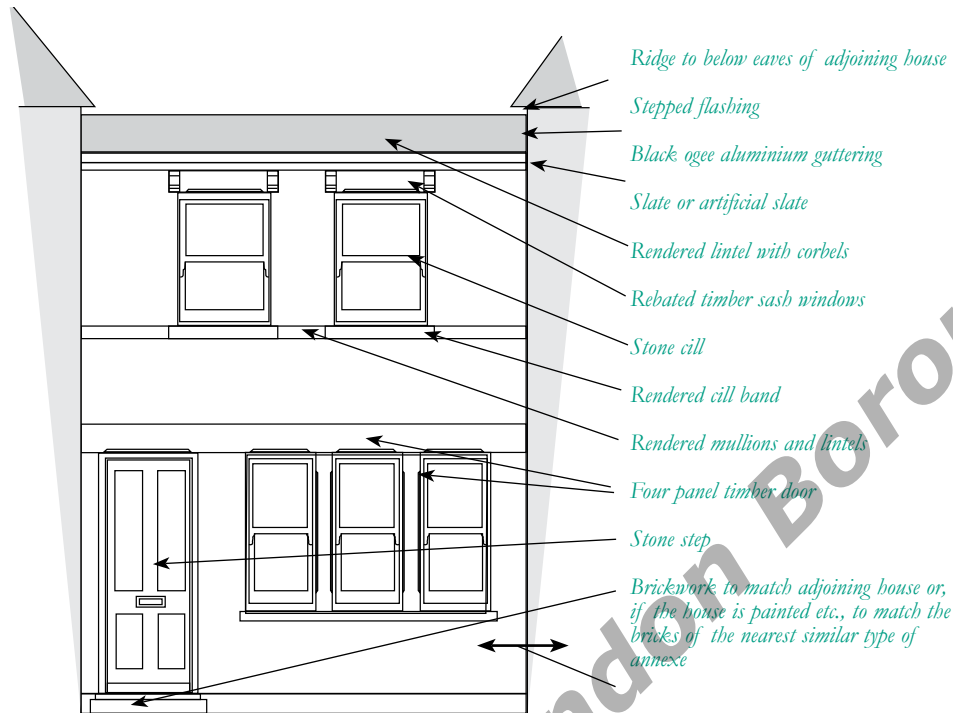 Ridge to below eaves of adjoining house
Stepped flashing
Black ogee aluminium guttering
Slate or artificial slate
Rendered lintel with corbels
Rebated timber sash windows
Stone cill
Rendered cill band
Rendered mullions and lintels
Four panel timber door
Stone step
Brickwork to match adjoining house or,
if the house is painted etc., to match the
bricks of the nearest similar type of
annexe